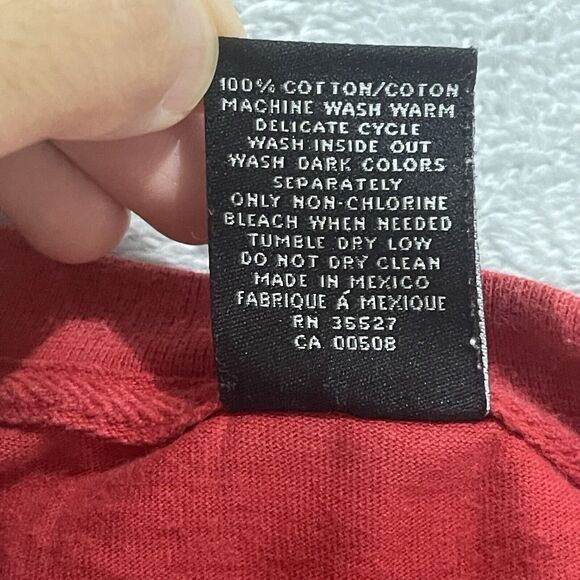 100% COTTON/COTON
MACHINE WASH WARM
DELICATE CYCLE
WASH INSIDE OUT
WASH DARK COLORS
SEPARATELY
ONLY NON-CHLORINE
BLEACH WHEN NEEDED
TUMBLE DRY LOW
DO NOT DRY CLEAN
MADE IN MEXICO
FABRIQUE Á MEXIQUE
RN 35527
CA 00508